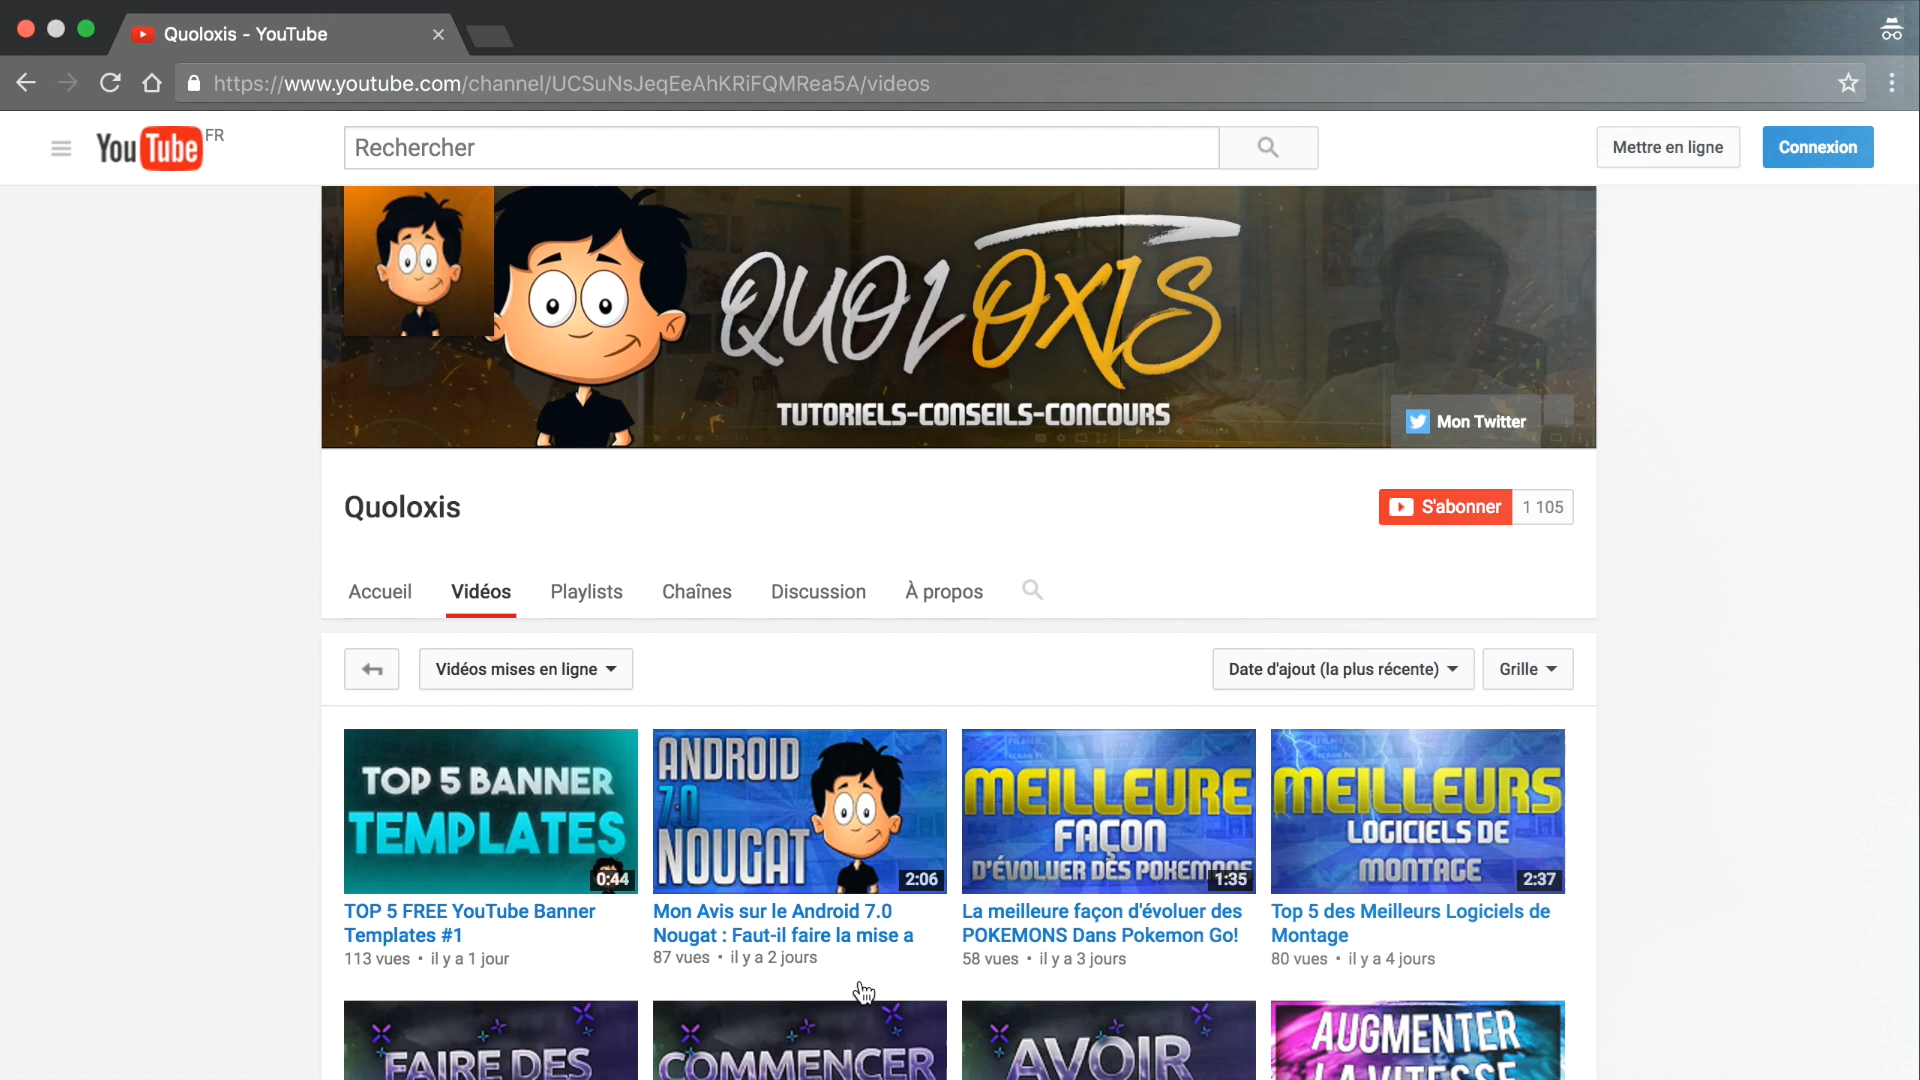 Quoloxis - YouTube
https://www.youtube.com/channel/UCSuNsJeqEeAhKRiFQMRea5A/videos
YouTube FR
Rechercher
Mettre en ligne
Connexion
QUOLOXIS
TUTORIELS-CONSEILS-CONCOURS
Mon Twitter
Quoloxis
S'abonner 1 105
Accueil Vidéos Playlists Chaînes Discussion À propos
Vidéos mises en ligne
Date d'ajout (la plus récente)
Grille
TOP 5 BANNER
TEMPLATES
0:44
TOP 5 FREE YouTube Banner
Templates #1
113 vues • il y a 1 jour
ANDROID
7.0
NOUGAT
2:06
Mon Avis sur le Android 7.0
Nougat : Faut-il faire la mise a
87 vues • il y a 2 jours
MEILLEURE
FAÇON
D'ÉVOLUER DES POKEMONS
1:35
La meilleure façon d'évoluer des
POKEMONS Dans Pokemon Go!
58 vues • il y a 3 jours
MEILLEURS
LOGICIELS DE
MONTAGE
2:37
Top 5 des Meilleurs Logiciels de
Montage
80 vues • il y a 4 jours
FAIRE DES
COMMENCER
AVOIR
AUGMENTER
LA VITESSE